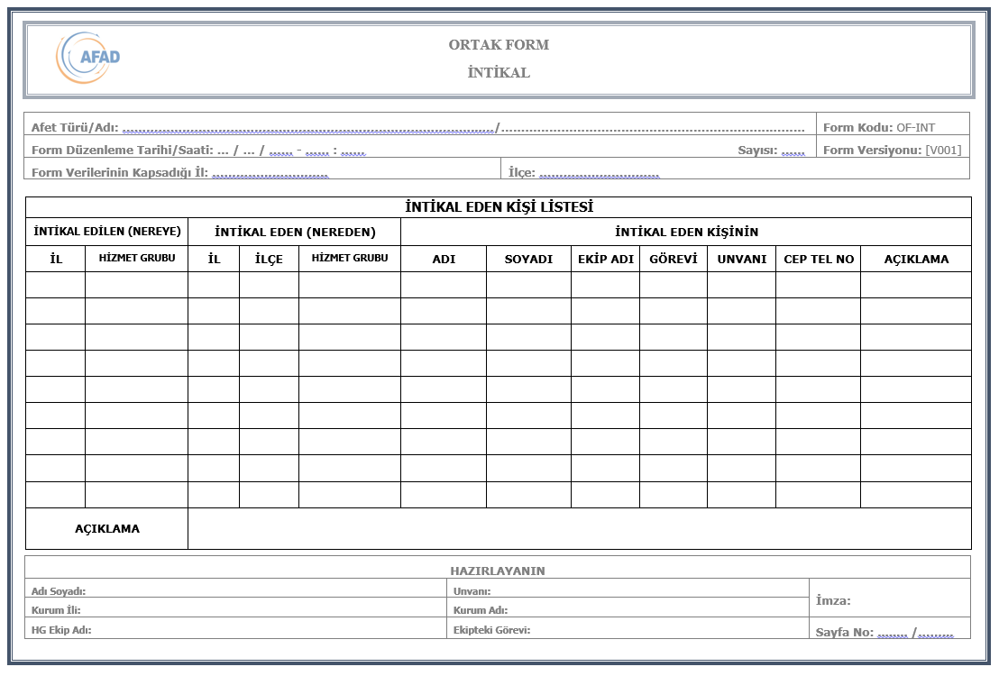 AFAD
ORTAK FORM
İNTİKAL
Afet Türü/Adı: ................................................................................/................................................................................ Form Kodu: OF-INT
Form Düzenleme Tarihi/Saati: ... / ... / ...... - ...... : ...... Sayısı: ...... Form Versiyonu: [V001]
Form Verilerinin Kapsadığı İl: ............................. İlçe: .............................
İNTİKAL EDEN KİŞİ LİSTESİ
İNTİKAL EDİLEN (NEREYE) İNTİKAL EDEN (NEREDEN) İNTİKAL EDEN KİŞİNİN
İL HİZMET GRUBU İL İLÇE HİZMET GRUBU ADI SOYADI EKİP ADI GÖREVİ UNVANI CEP TEL NO AÇIKLAMA
AÇIKLAMA
HAZIRLAYANIN
Adı Soyadı: Unvanı:
İmza:
Kurum İli: Kurum Adı:
HG Ekip Adı: Ekipteki Görevi: Sayfa No: ........ /.........